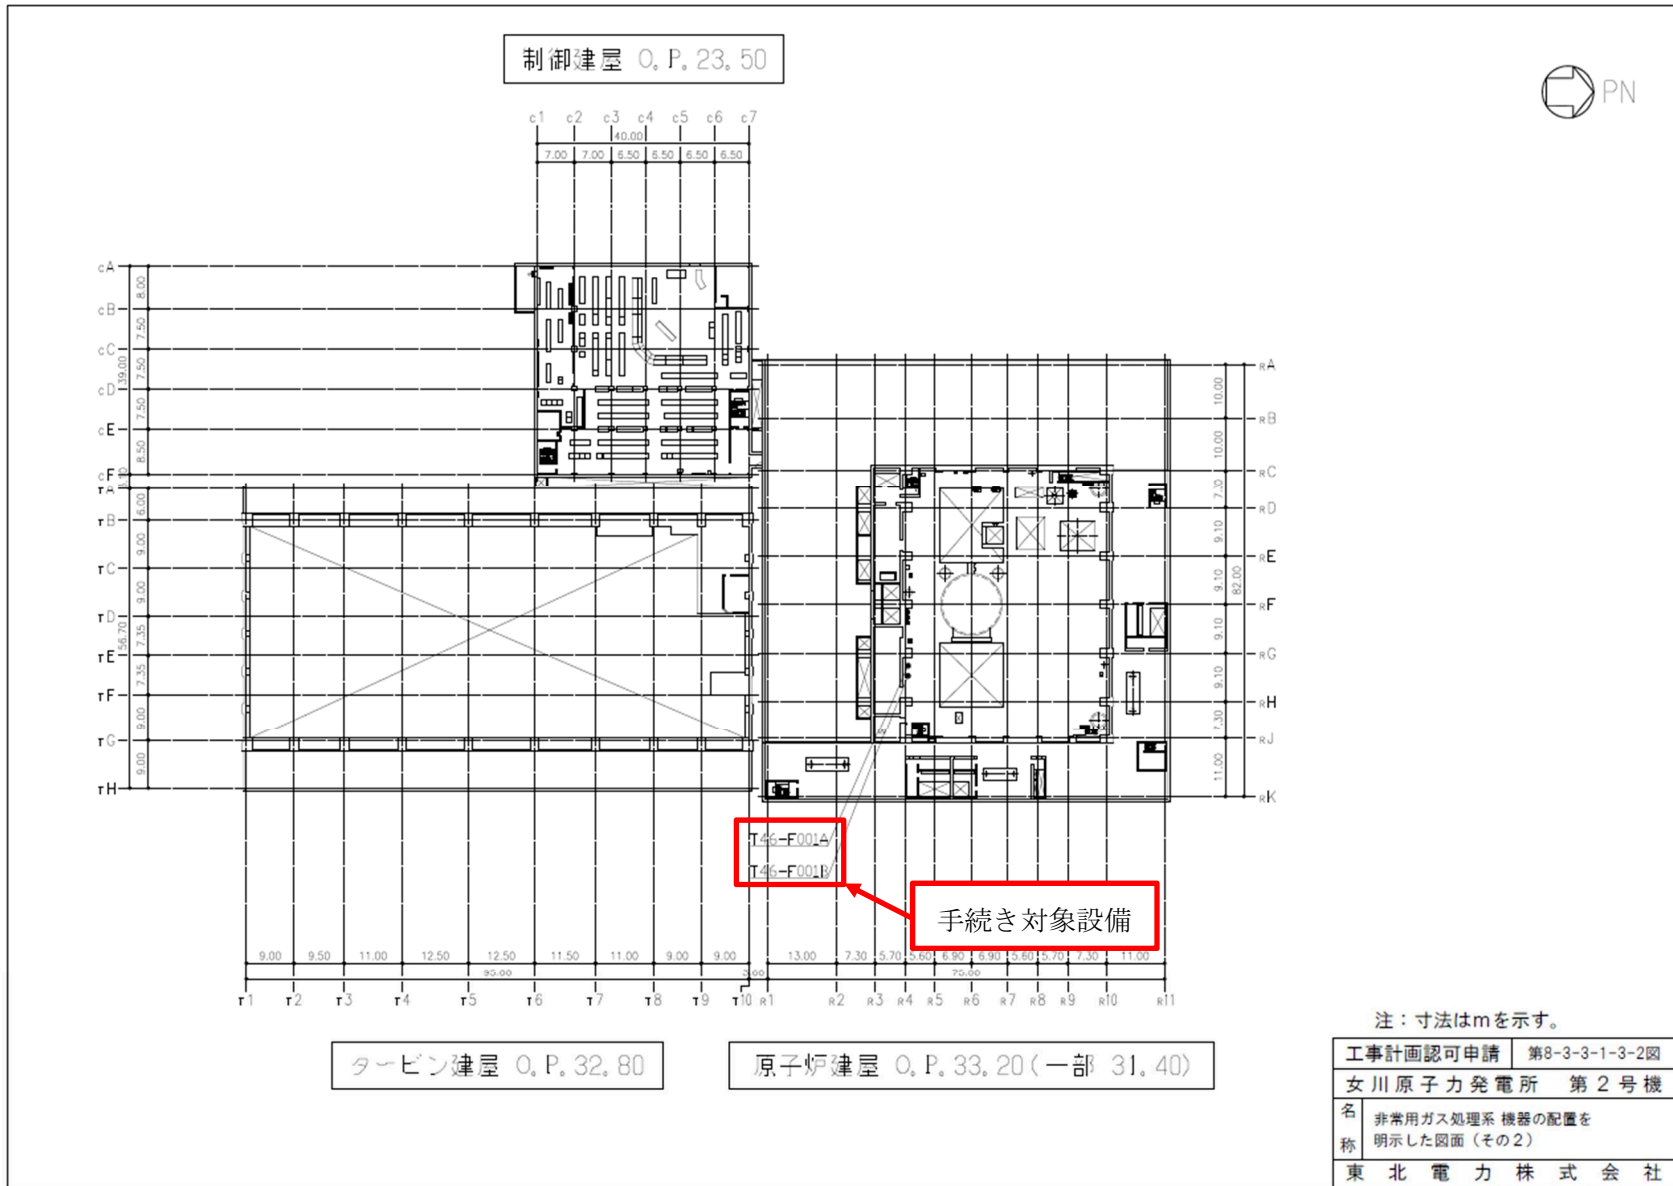 制御建屋 O.P.23.50
PN
c1 c2 c3 c4 c5 c6 c7
40.00
7.00 7.00 6.50 6.50 6.50 6.50
cA
cB
cC
cD
cE
cF
8.00
7.50
7.50
7.50
8.50
39.00
TA
TB
TC
TD
TE
TF
TG
TH
6.00
9.00
9.00
7.35
7.35
9.00
9.00
56.70
RA
RB
RC
RD
RE
RF
RG
RH
RJ
RK
10.00
10.00
7.30
9.10
9.10
9.10
9.10
7.30
11.00
82.00
T46-F001A
T46-F001B
手続き対象設備
9.00 9.50 11.00 12.50 12.50 11.50 11.00 9.00 9.00 13.00 7.30 5.70 5.60 6.90 6.90 5.60 5.70 7.30 11.00
95.00 3.00 75.00
T1 T2 T3 T4 T5 T6 T7 T8 T9 T10 R1 R2 R3 R4 R5 R6 R7 R8 R9 R10 R11
タービン建屋 O.P.32.80
原子炉建屋 O.P.33.20(一部 31.40)
注：寸法はmを示す。
工事計画認可申請 第8-3-3-1-3-2図
女川原子力発電所 第2号機
名称
非常用ガス処理系 機器の配置を
明示した図面（その2）
東北電力株式会社